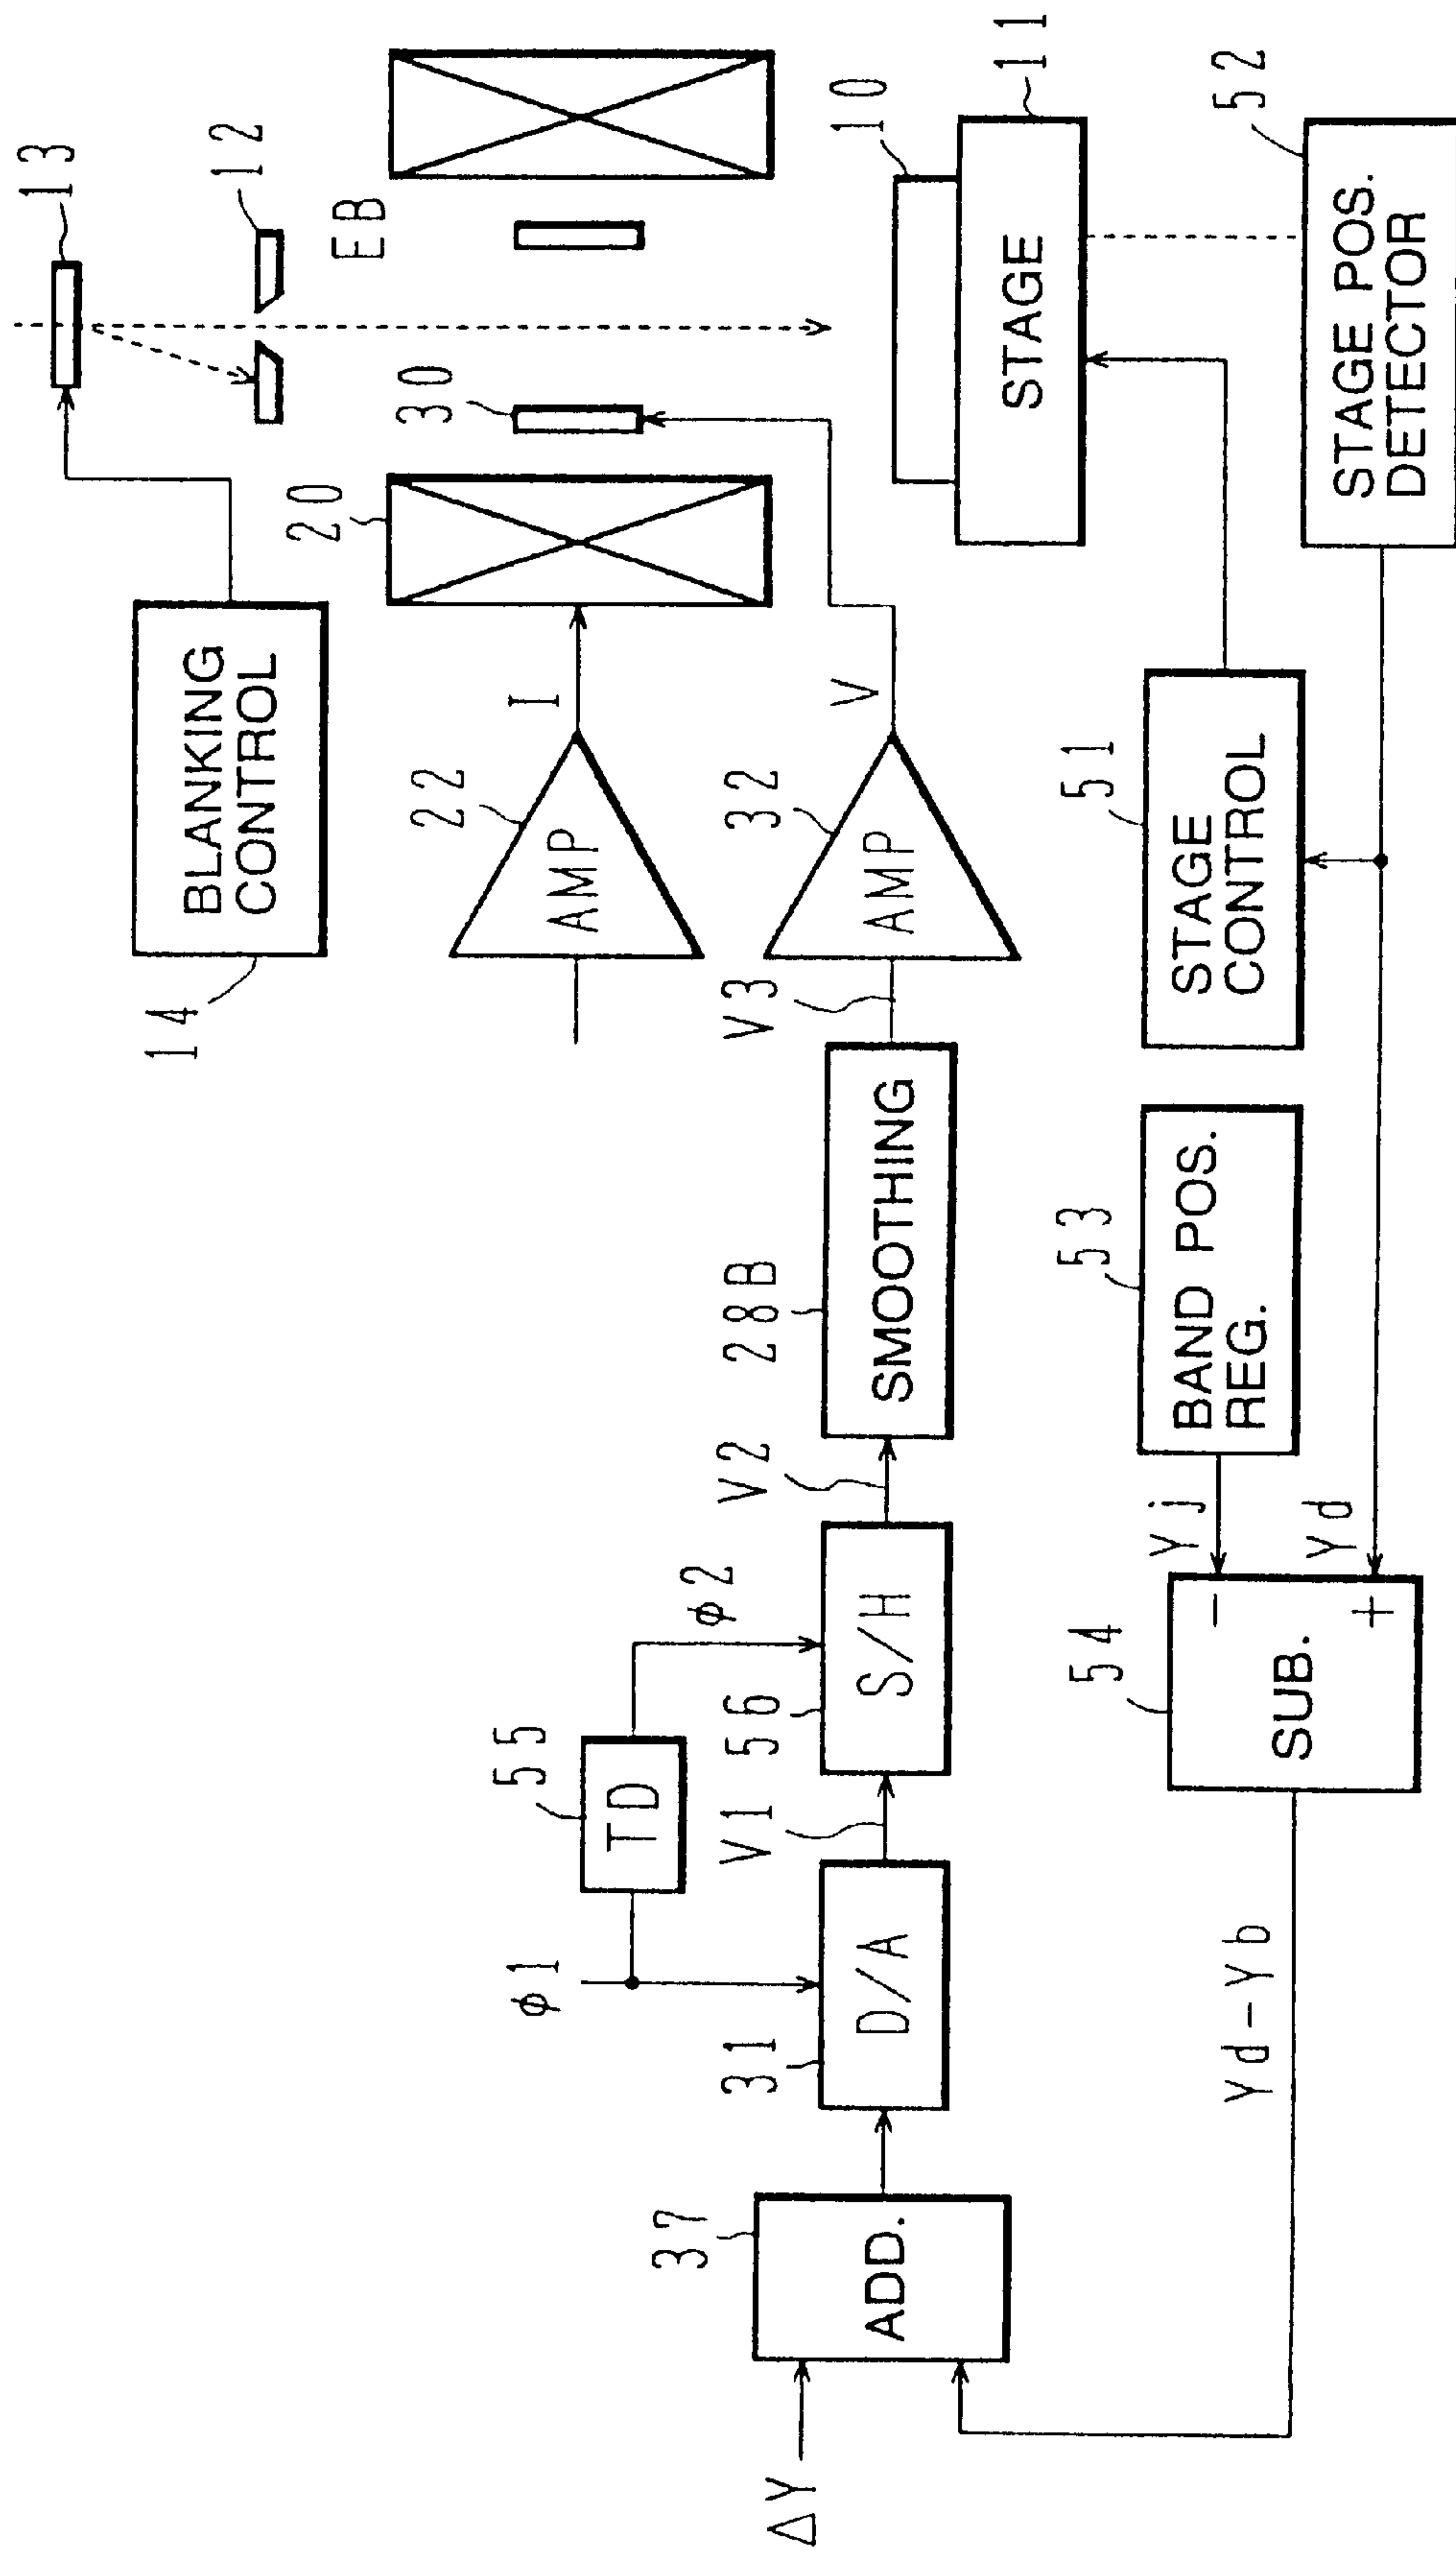 13
12
EB
30
20
BLANKING
CONTROL
14
I
22
AMP
10
11
STAGE
52
STAGE POS.
DETECTOR
V
32
AMP
V3
28B
SMOOTHING
V2
51
STAGE
CONTROL
53
BAND POS.
REG.
Yj
Yd
−
+
54
SUB.
Yd−Yb
φ1
55
TD
φ2
56
S/H
V1
31
D/A
37
ADD.
ΔY